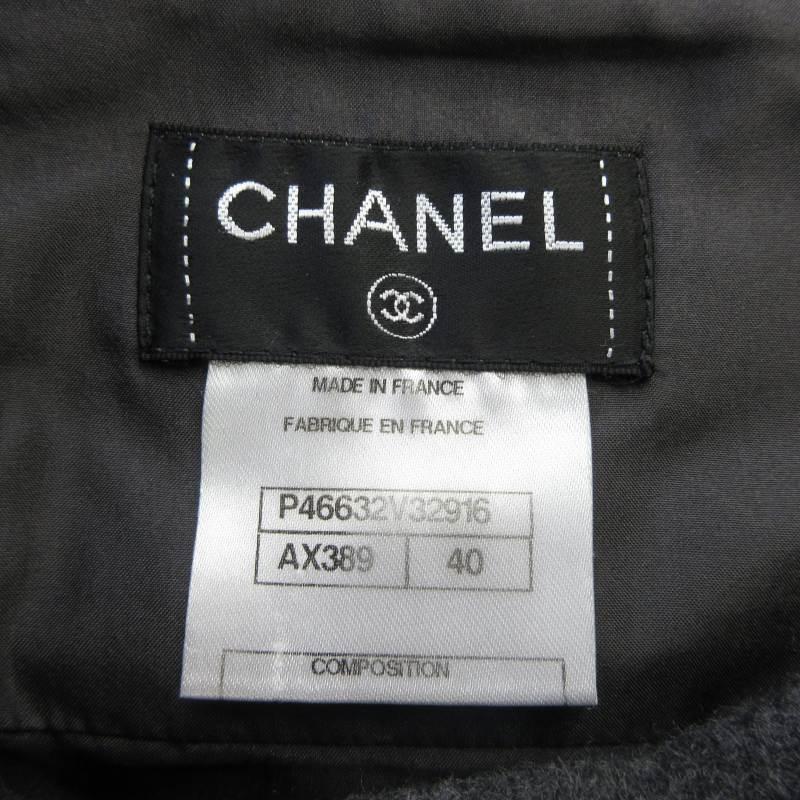 CHANEL
MADE IN FRANCE
FABRIQUE EN FRANCE
P46632V32916
AX389 40
COMPOSITION